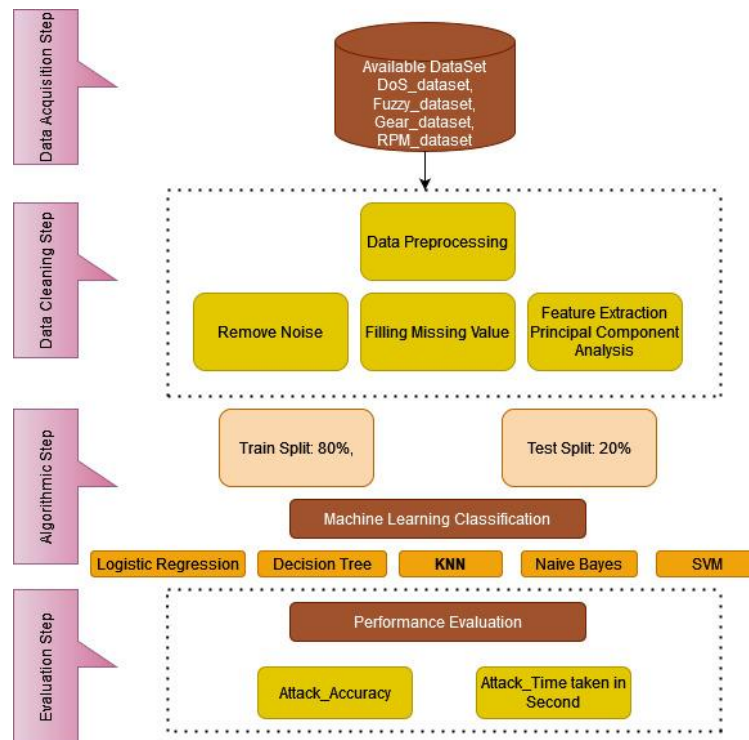 Data Acquisition Step
Available DataSet
DoS_dataset,
Fuzzy_dataset,
Gear_dataset,
RPM_dataset
Data Cleaning Step
Data Preprocessing
Remove Noise
Filling Missing Value
Feature Extraction
Principal Component
Analysis
Algorithmic Step
Train Split: 80%,
Test Split: 20%
Machine Learning Classification
Logistic Regression
Decision Tree
KNN
Naive Bayes
SVM
Evaluation Step
Performance Evaluation
Attack_Accuracy
Attack_Time taken in
Second